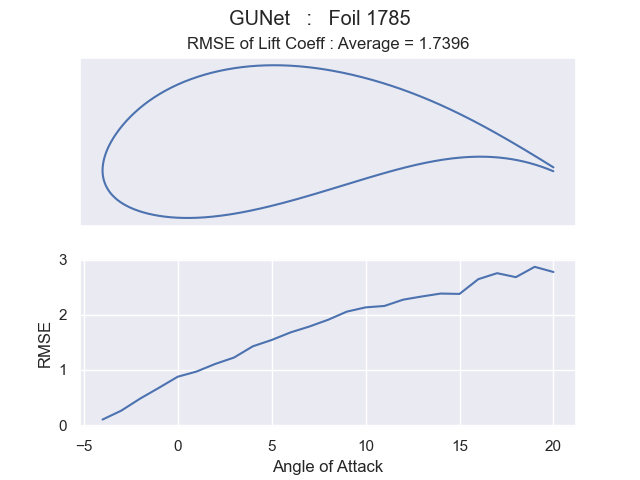 GUNet : Foil 1785
RMSE of Lift Coeff : Average = 1.7396
3
2
1
0
RMSE
−5 0 5 10 15 20
Angle of Attack